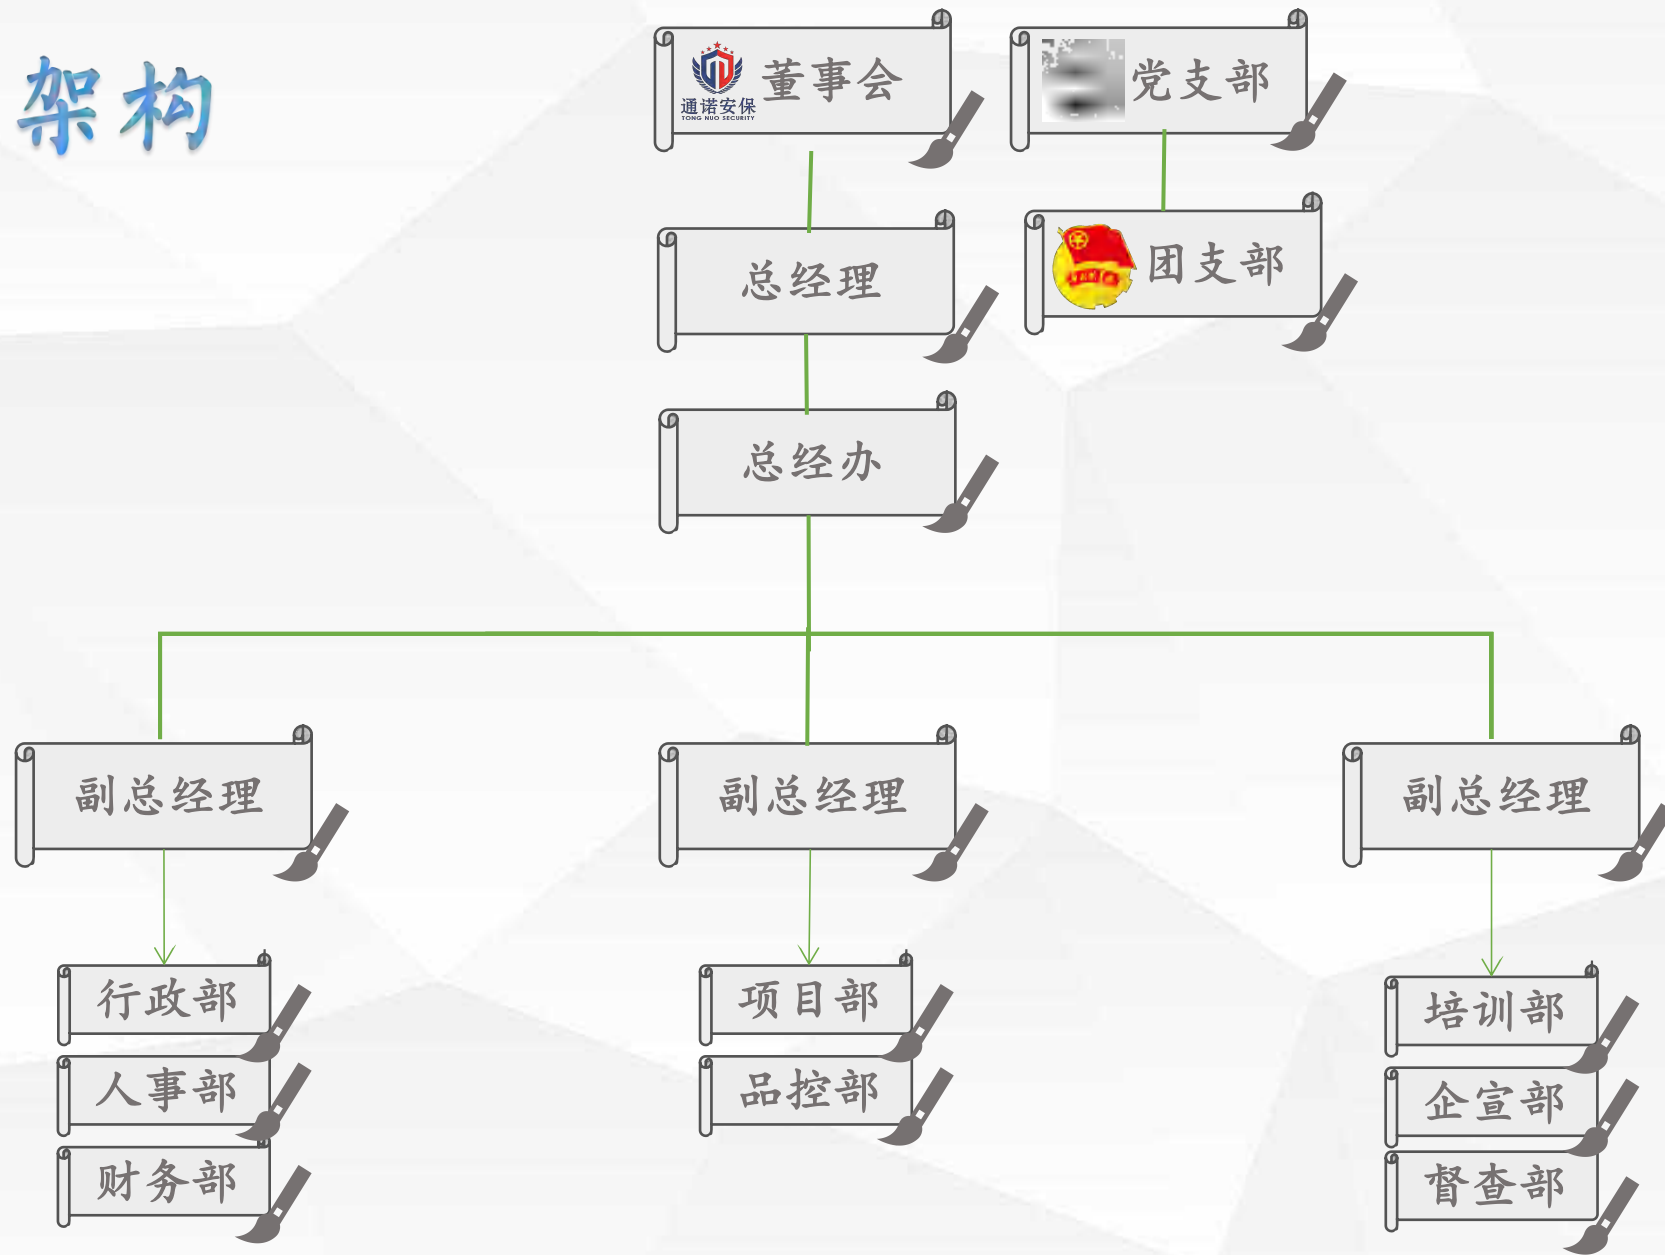 架构
通诺安保
TONG NUO SECURITY
董事会
党支部
总经理
团支部
总经办
副总经理
副总经理
副总经理
行政部
项目部
培训部
人事部
品控部
企宣部
财务部
督查部